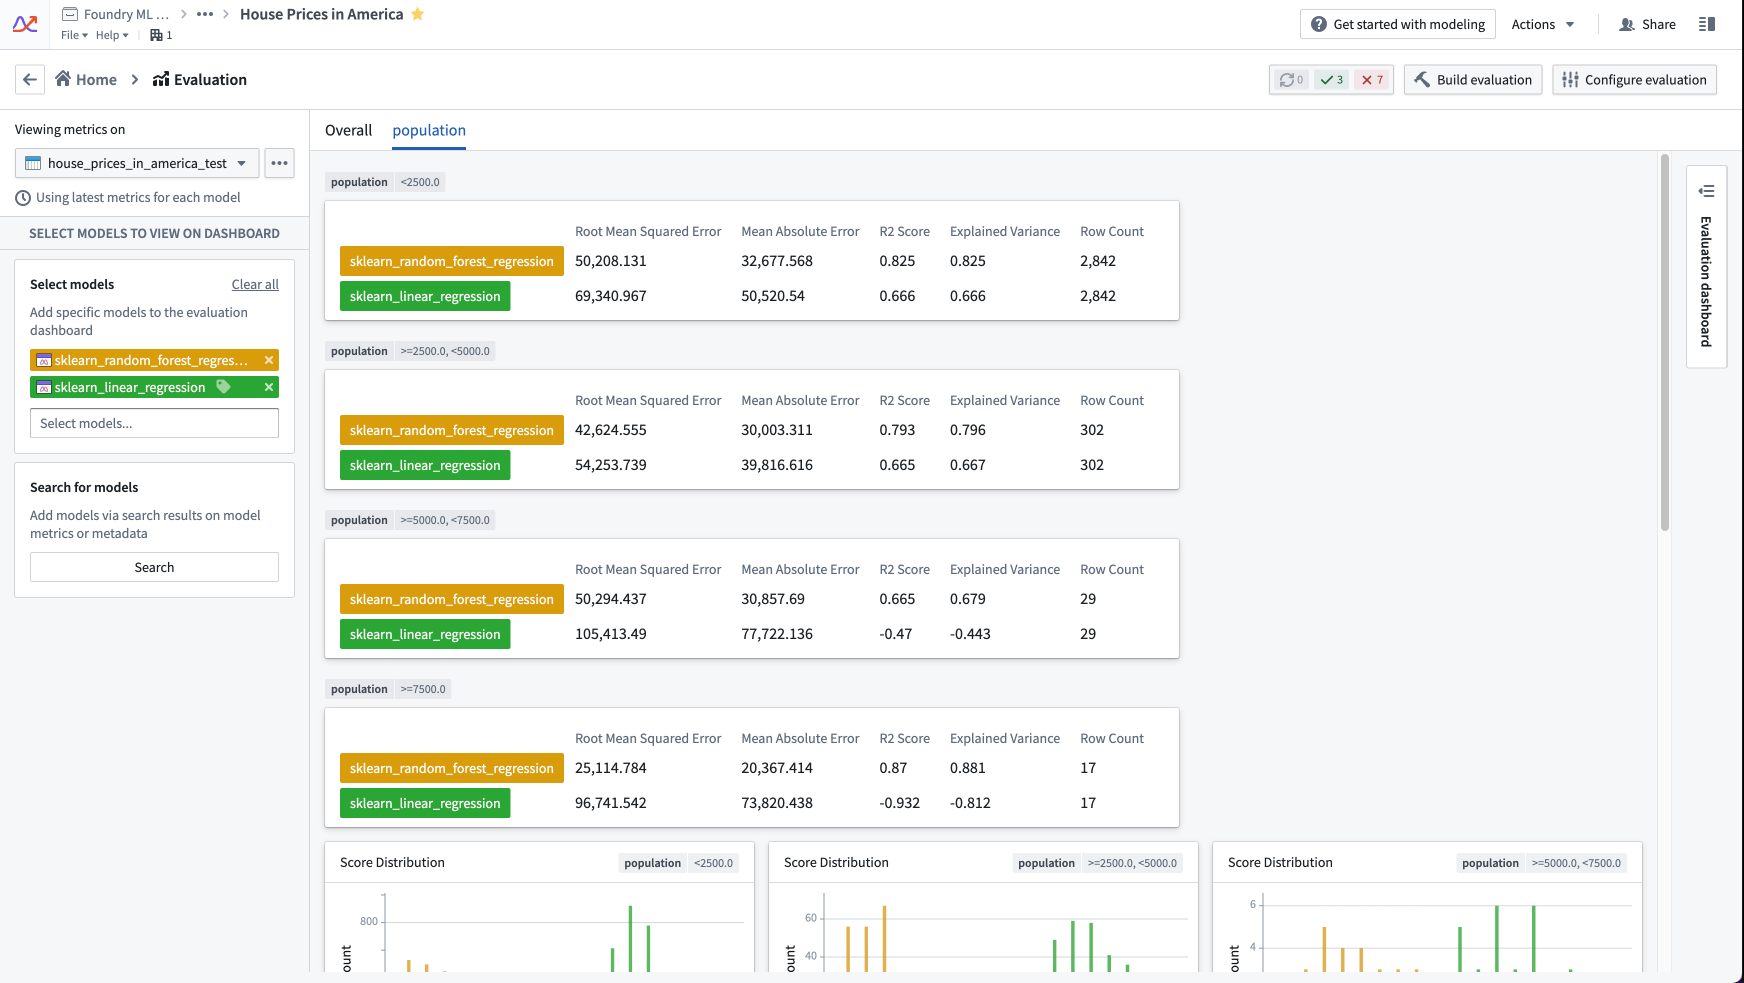 Foundry ML ...
House Prices in America
File
Help
1
Get started with modeling
Actions
Share
Home
Evaluation
0
3
7
Build evaluation
Configure evaluation
Viewing metrics on
house_prices_in_america_test
Using latest metrics for each model
SELECT MODELS TO VIEW ON DASHBOARD
Select models
Clear all
Add specific models to the evaluation
dashboard
sklearn_random_forest_regres...
sklearn_linear_regression
Select models...
Search for models
Add models via search results on model
metrics or metadata
Search
Overall
population
population <2500.0
Root Mean Squared Error Mean Absolute Error R2 Score Explained Variance Row Count
sklearn_random_forest_regression 50,208.131 32,677.568 0.825 0.825 2,842
sklearn_linear_regression 69,340.967 50,520.54 0.666 0.666 2,842
population >=2500.0, <5000.0
Root Mean Squared Error Mean Absolute Error R2 Score Explained Variance Row Count
sklearn_random_forest_regression 42,624.555 30,003.311 0.793 0.796 302
sklearn_linear_regression 54,253.739 39,816.616 0.665 0.667 302
population >=5000.0, <7500.0
Root Mean Squared Error Mean Absolute Error R2 Score Explained Variance Row Count
sklearn_random_forest_regression 50,294.437 30,857.69 0.665 0.679 29
sklearn_linear_regression 105,413.49 77,722.136 -0.47 -0.443 29
population >=7500.0
Root Mean Squared Error Mean Absolute Error R2 Score Explained Variance Row Count
sklearn_random_forest_regression 25,114.784 20,367.414 0.87 0.881 17
sklearn_linear_regression 96,741.542 73,820.438 -0.932 -0.812 17
Score Distribution population <2500.0
800
ount
Score Distribution population >=2500.0, <5000.0
60
40
ount
Score Distribution population >=5000.0, <7500.0
6
4
ount
Evaluation dashboard